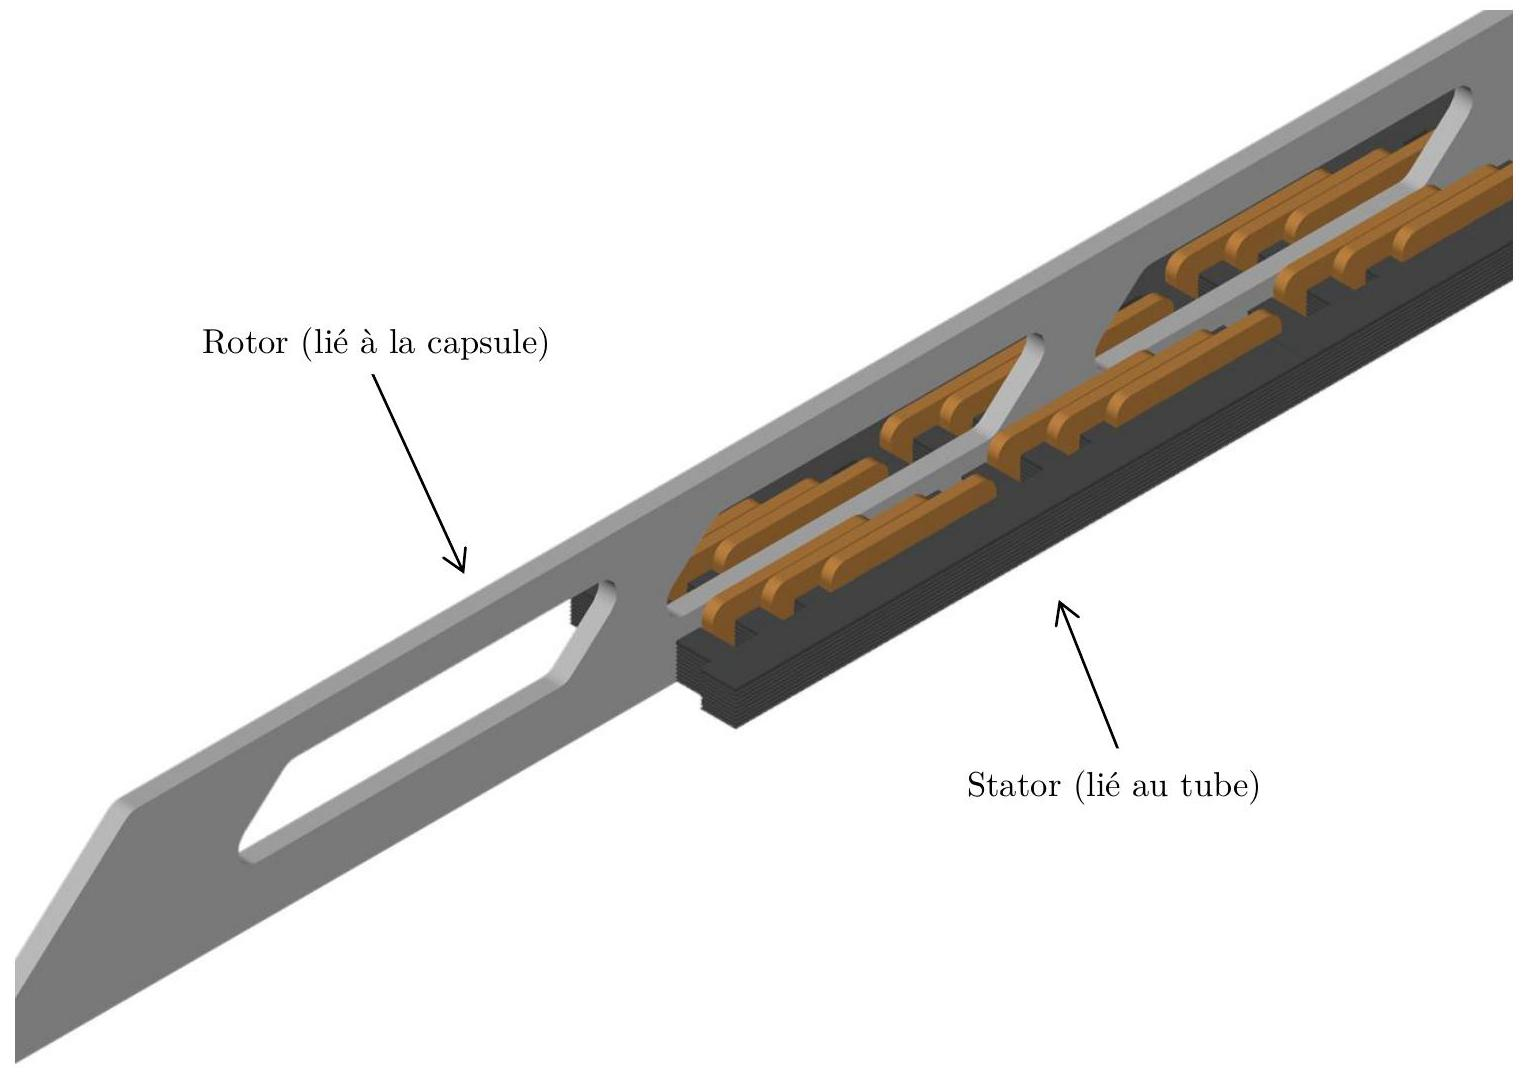 Rotor (lié à la capsule)
Stator (lié au tube)